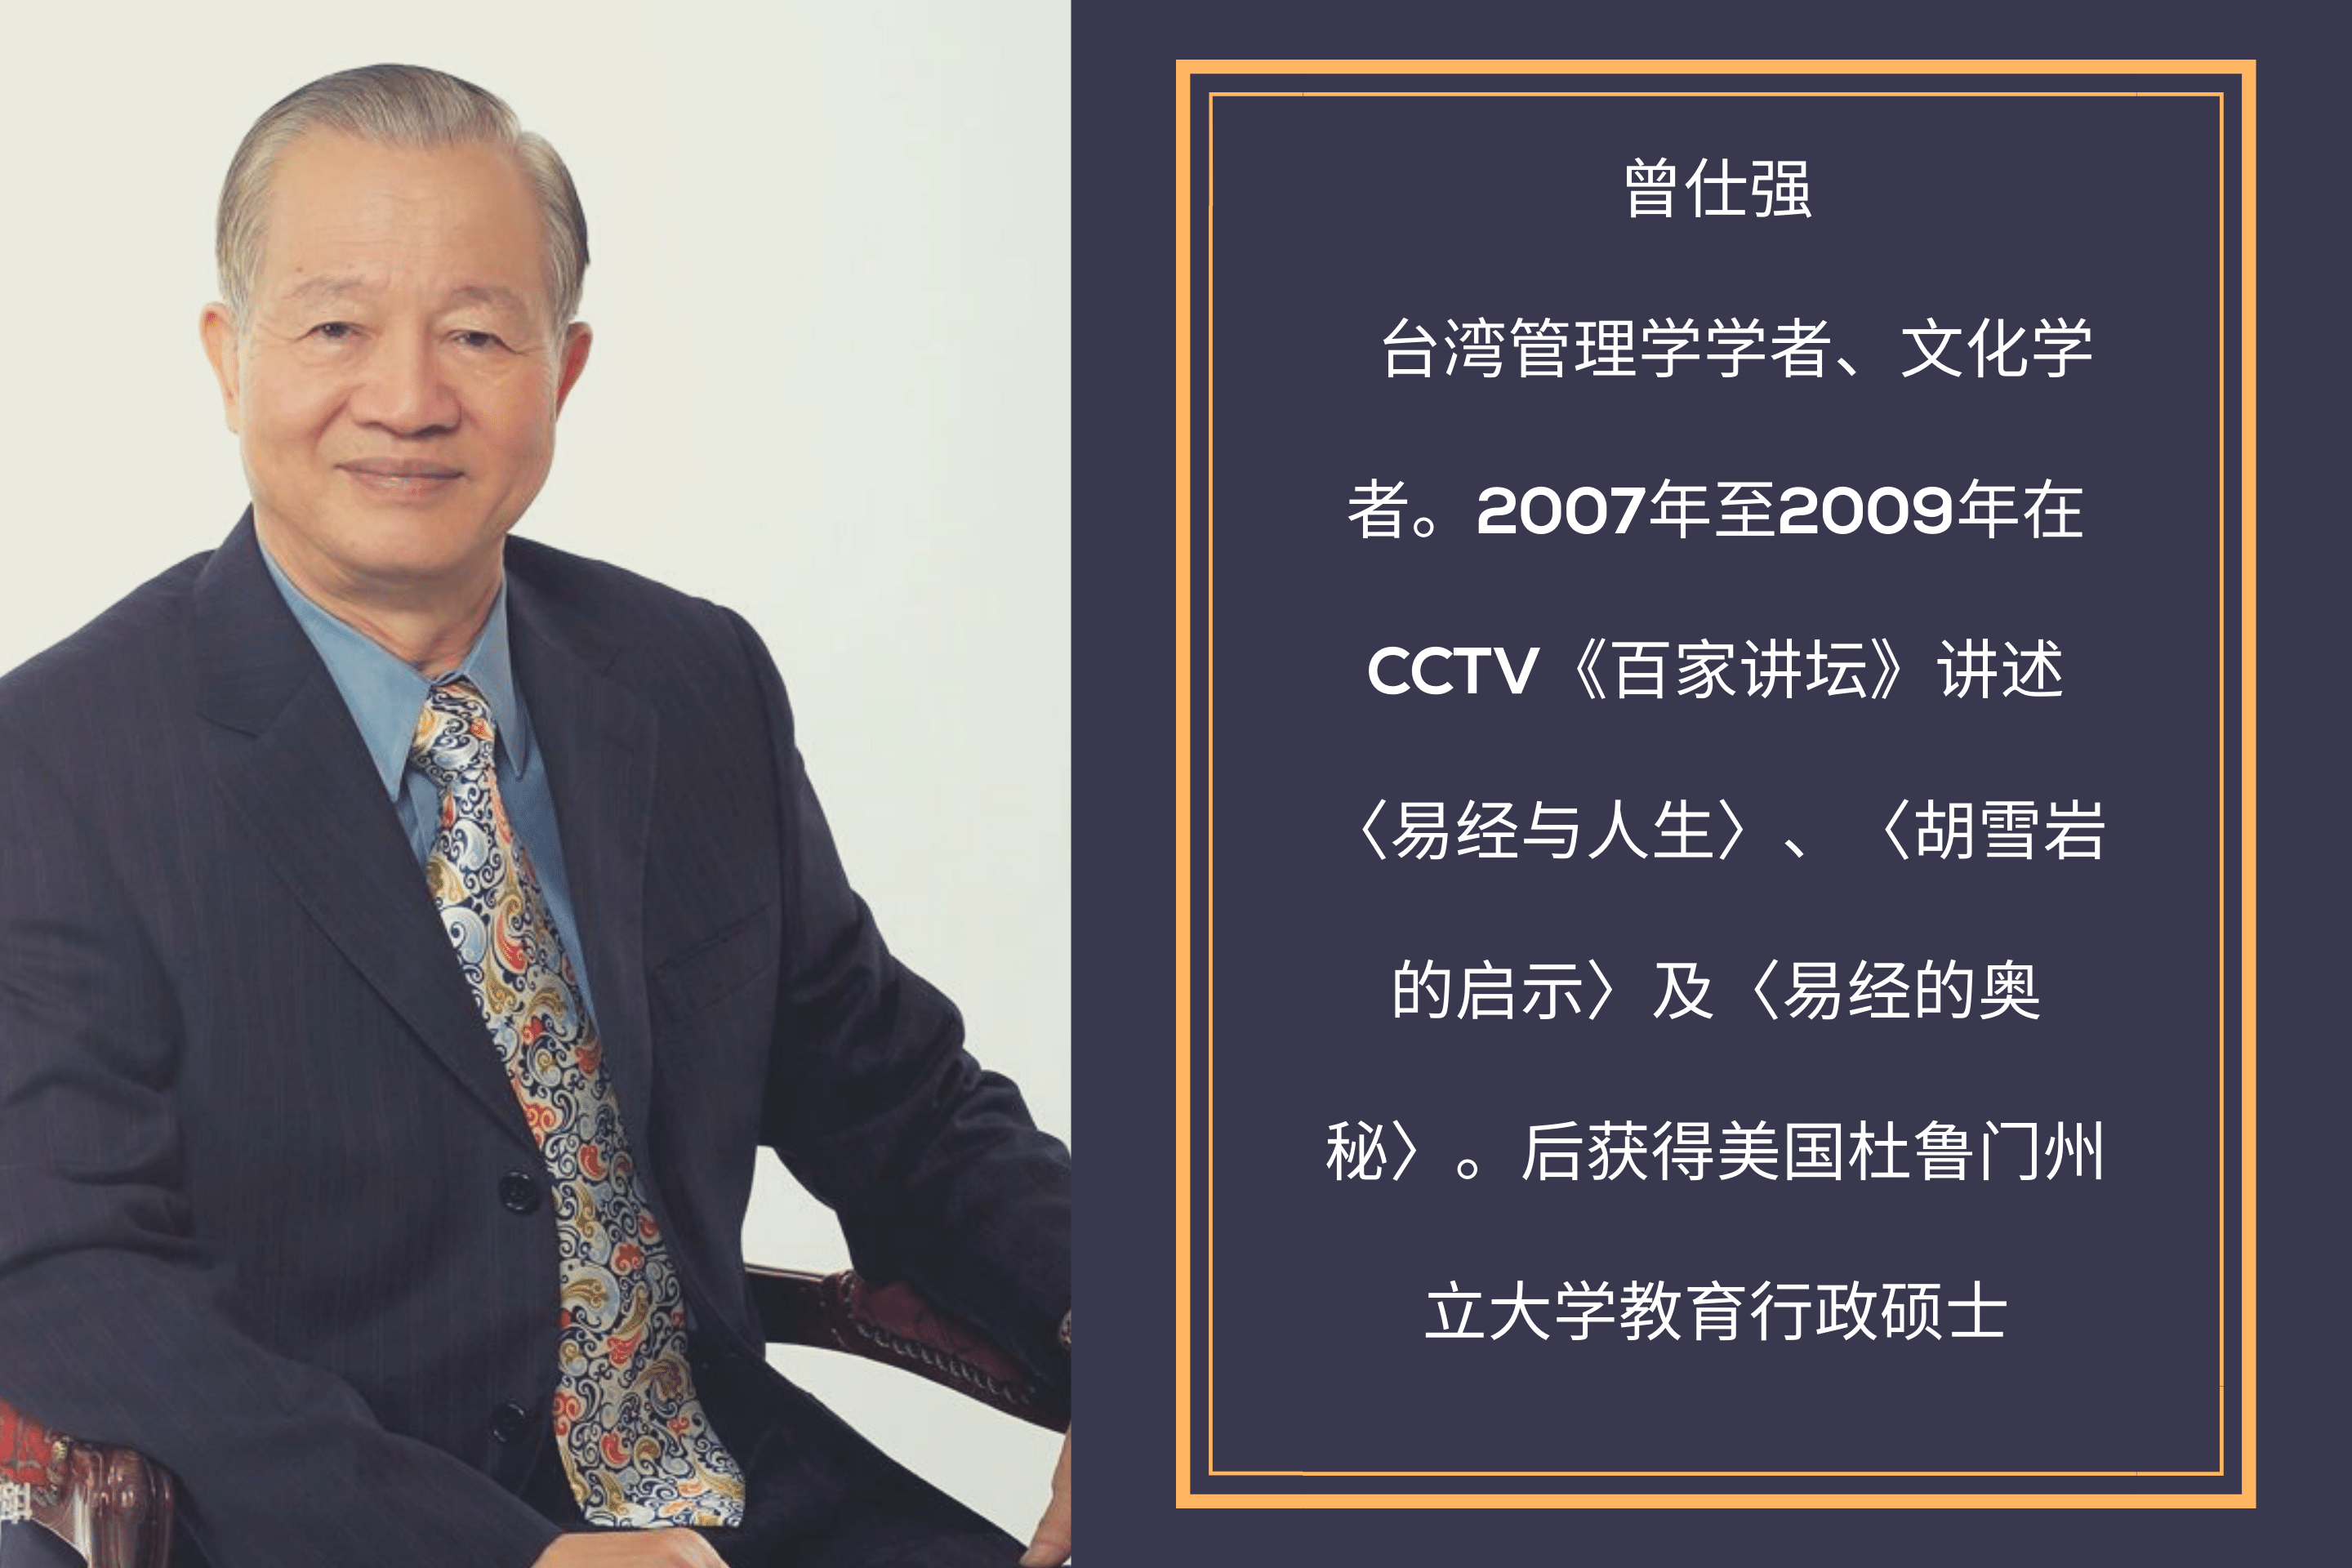 曾仕强
台湾管理学学者、文化学
者。2007年至2009年在
CCTV《百家讲坛》讲述
〈易经与人生〉、〈胡雪岩
的启示〉及〈易经的奥
秘〉。后获得美国杜鲁门州
立大学教育行政硕士